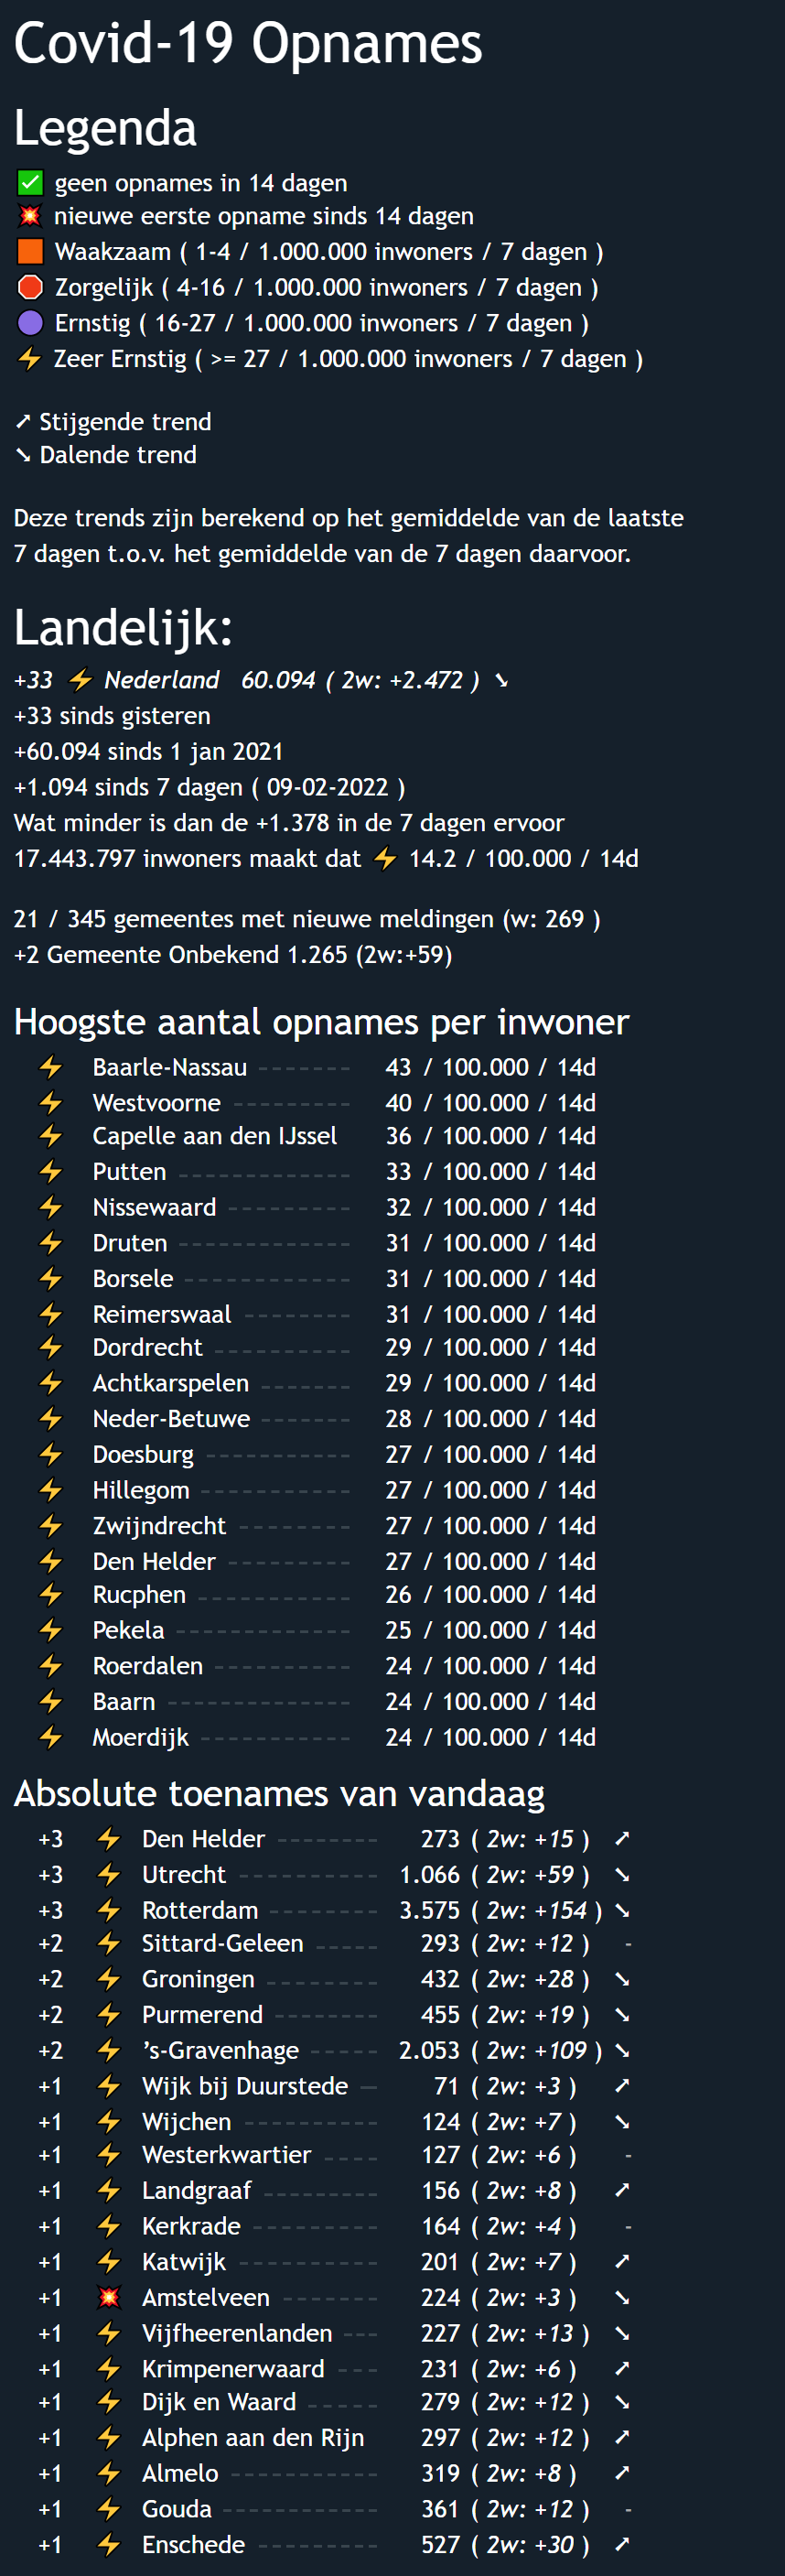 Covid-19 Opnames
Legenda
✅ geen opnames in 14 dagen
💥 nieuwe eerste opname sinds 14 dagen
🟧 Waakzaam ( 1-4 / 1.000.000 inwoners / 7 dagen )
🛑 Zorgelijk ( 4-16 / 1.000.000 inwoners / 7 dagen )
🟣 Ernstig ( 16-27 / 1.000.000 inwoners / 7 dagen )
⚡ Zeer Ernstig ( >= 27 / 1.000.000 inwoners / 7 dagen )
➚ Stijgende trend
➘ Dalende trend
Deze trends zijn berekend op het gemiddelde van de laatste
7 dagen t.o.v. het gemiddelde van de 7 dagen daarvoor.
Landelijk:
+33 ⚡ Nederland 60.094 ( 2w: +2.472 ) ➘
+33 sinds gisteren
+60.094 sinds 1 jan 2021
+1.094 sinds 7 dagen ( 09-02-2022 )
Wat minder is dan de +1.378 in de 7 dagen ervoor
17.443.797 inwoners maakt dat ⚡ 14.2 / 100.000 / 14d
21 / 345 gemeentes met nieuwe meldingen (w: 269 )
+2 Gemeente Onbekend 1.265 (2w:+59)
Hoogste aantal opnames per inwoner
⚡ Baarle-Nassau ------- 43 / 100.000 / 14d
⚡ Westvoorne --------- 40 / 100.000 / 14d
⚡ Capelle aan den IJssel 36 / 100.000 / 14d
⚡ Putten ------------- 33 / 100.000 / 14d
⚡ Nissewaard --------- 32 / 100.000 / 14d
⚡ Druten ------------- 31 / 100.000 / 14d
⚡ Borsele ------------ 31 / 100.000 / 14d
⚡ Reimerswaal -------- 31 / 100.000 / 14d
⚡ Dordrecht ---------- 29 / 100.000 / 14d
⚡ Achtkarspelen ------ 29 / 100.000 / 14d
⚡ Neder-Betuwe ------ 28 / 100.000 / 14d
⚡ Doesburg ----------- 27 / 100.000 / 14d
⚡ Hillegom ----------- 27 / 100.000 / 14d
⚡ Zwijndrecht -------- 27 / 100.000 / 14d
⚡ Den Helder --------- 27 / 100.000 / 14d
⚡ Rucphen ----------- 26 / 100.000 / 14d
⚡ Pekela ------------- 25 / 100.000 / 14d
⚡ Roerdalen ---------- 24 / 100.000 / 14d
⚡ Baarn -------------- 24 / 100.000 / 14d
⚡ Moerdijk ----------- 24 / 100.000 / 14d
Absolute toenames van vandaag
+3 ⚡ Den Helder -------- 273 ( 2w: +15 ) ➚
+3 ⚡ Utrecht ----------- 1.066 ( 2w: +59 ) ➘
+3 ⚡ Rotterdam -------- 3.575 ( 2w: +154 ) ➘
+2 ⚡ Sittard-Geleen ----- 293 ( 2w: +12 ) -
+2 ⚡ Groningen -------- 432 ( 2w: +28 ) ➘
+2 ⚡ Purmerend -------- 455 ( 2w: +19 ) ➘
+2 ⚡ ’s-Gravenhage ----- 2.053 ( 2w: +109 ) ➘
+1 ⚡ Wijk bij Duurstede -- 71 ( 2w: +3 ) ➚
+1 ⚡ Wijchen ---------- 124 ( 2w: +7 ) ➘
+1 ⚡ Westerkwartier ---- 127 ( 2w: +6 ) -
+1 ⚡ Landgraaf --------- 156 ( 2w: +8 ) ➚
+1 ⚡ Kerkrade ---------- 164 ( 2w: +4 ) -
+1 ⚡ Katwijk ----------- 201 ( 2w: +7 ) ➚
+1 💥 Amstelveen ------- 224 ( 2w: +3 ) ➘
+1 ⚡ Vijfheerenlanden --- 227 ( 2w: +13 ) ➘
+1 ⚡ Krimpenerwaard --- 231 ( 2w: +6 ) ➚
+1 ⚡ Dijk en Waard ----- 279 ( 2w: +12 ) ➘
+1 ⚡ Alphen aan den Rijn 297 ( 2w: +12 ) ➚
+1 ⚡ Almelo ------------ 319 ( 2w: +8 ) ➚
+1 ⚡ Gouda ------------ 361 ( 2w: +12 ) -
+1 ⚡ Enschede --------- 527 ( 2w: +30 ) ➚